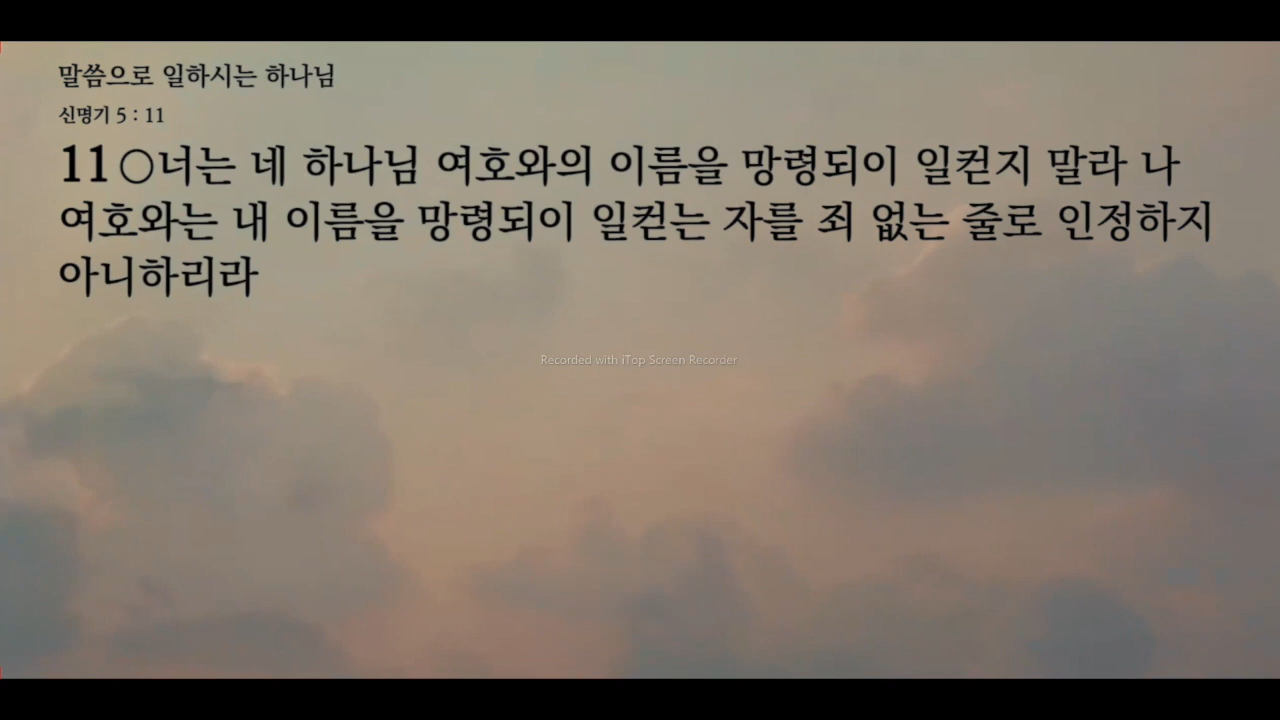 말씀으로 일하시는 하나님
신명기 5 : 11
11 ○너는 네 하나님 여호와의 이름을 망령되이 일컫지 말라 나
여호와는 내 이름을 망령되이 일컫는 자를 죄 없는 줄로 인정하지
아니하리라
Recorded with iTop Screen Recorder